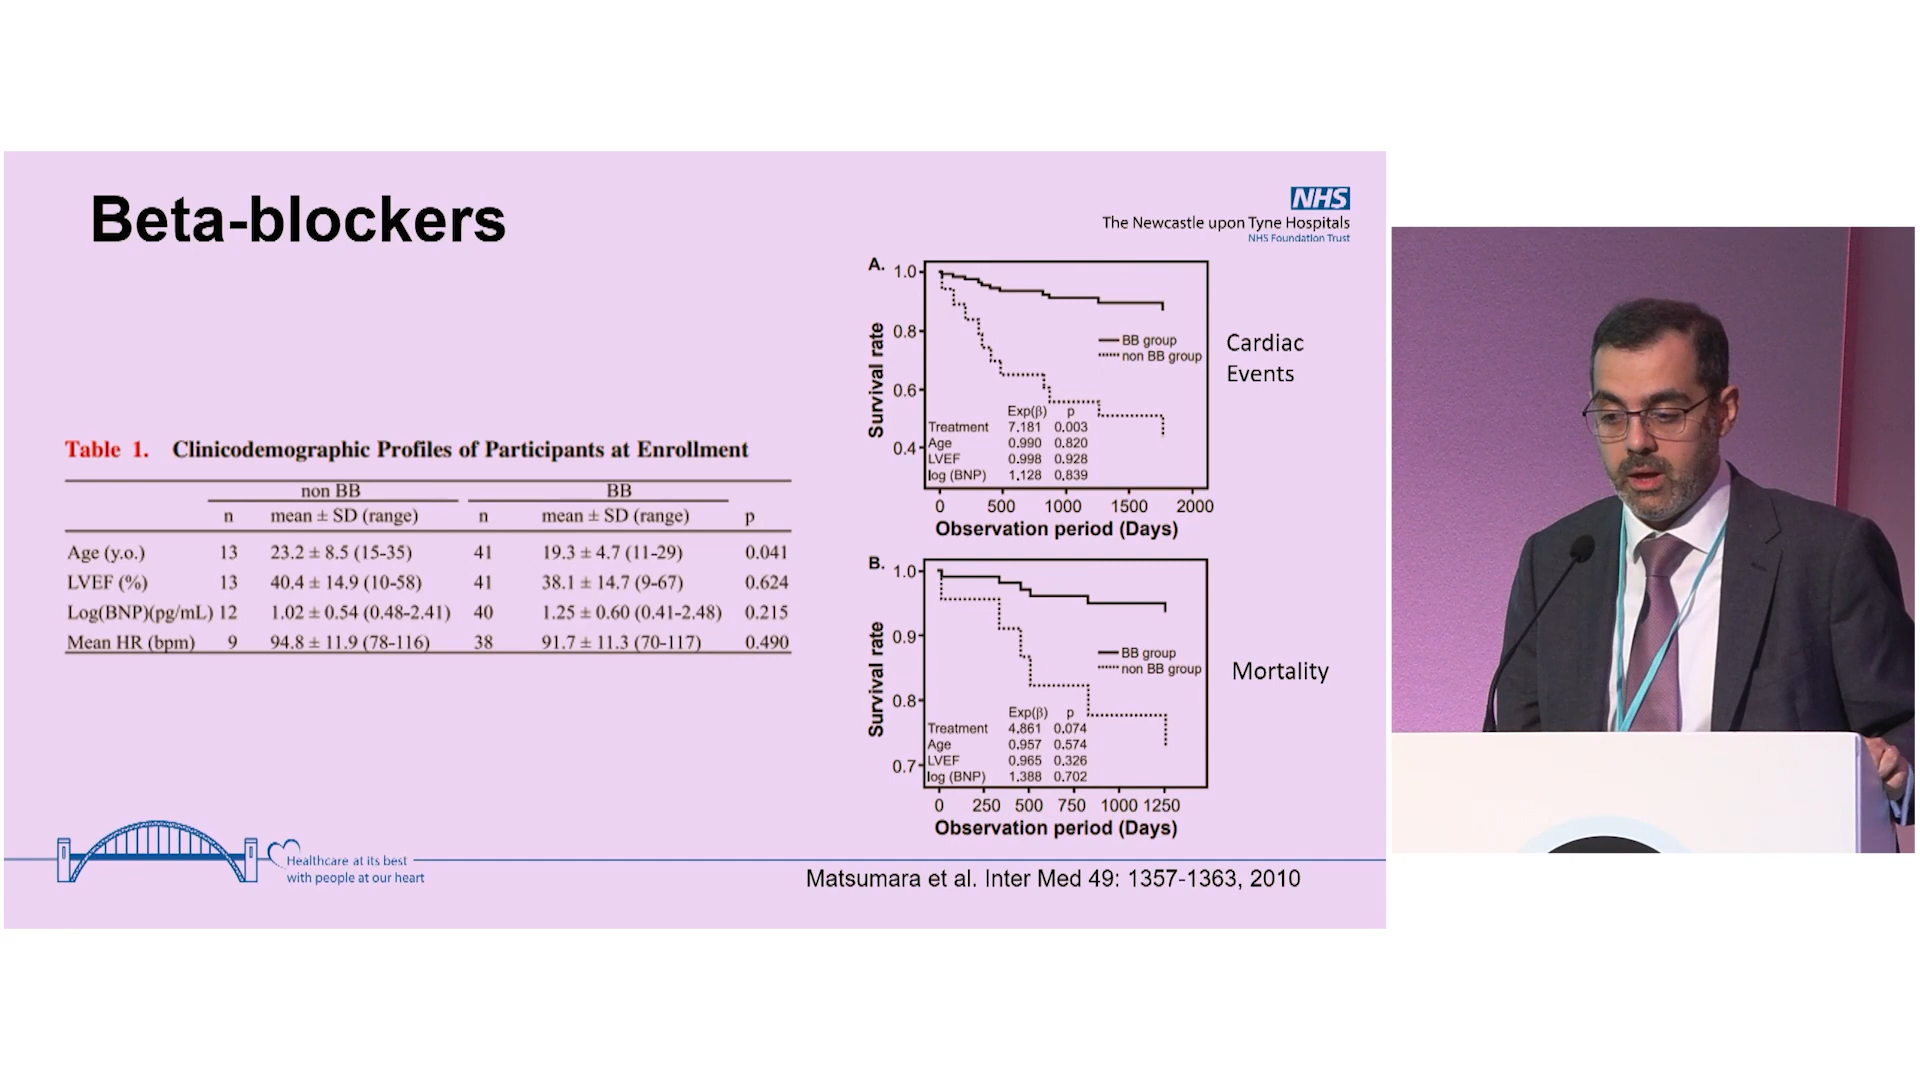 Beta-blockers
NHS
The Newcastle upon Tyne Hospitals
NHS Foundation Trust
Table 1. Clinicodemographic Profiles of Participants at Enrollment
non BB BB
n mean ± SD (range) n mean ± SD (range) p
Age (y.o.) 13 23.2 ± 8.5 (15-35) 41 19.3 ± 4.7 (11-29) 0.041
LVEF (%) 13 40.4 ± 14.9 (10-58) 41 38.1 ± 14.7 (9-67) 0.624
Log(BNP)(pg/mL) 12 1.02 ± 0.54 (0.48-2.41) 40 1.25 ± 0.60 (0.41-2.48) 0.215
Mean HR (bpm) 9 94.8 ± 11.9 (78-116) 38 91.7 ± 11.3 (70-117) 0.490
A.
1.0
0.8
0.6
0.4
Survival rate
BB group
non BB group
Exp(β) p
Treatment 7.181 0.003
Age 0.990 0.820
LVEF 0.998 0.928
log (BNP) 1.128 0.839
0 500 1000 1500 2000
Observation period (Days)
Cardiac
Events
B.
1.0
0.9
0.8
0.7
Survival rate
BB group
non BB group
Exp(β) p
Treatment 4.861 0.074
Age 0.957 0.574
LVEF 0.965 0.326
log (BNP) 1.388 0.702
0 250 500 750 1000 1250
Observation period (Days)
Mortality
Healthcare at its best
with people at our heart
Matsumara et al. Inter Med 49: 1357-1363, 2010